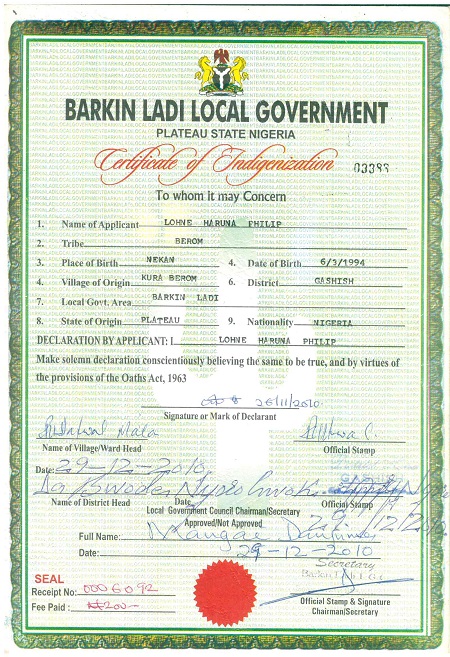 BARKIN LADI LOCAL GOVERNMENT
PLATEAU STATE NIGERIA
Certificate of Indigenization
To whom it may Concern
1. Name of Applicant LOHNE HARUNA PHILIP
2. Tribe BEROM
3. Place of Birth NEKAN 4. Date of Birth 6/3/1994
4. Village of Origin KURA BEROM 6. District GASHISH
7. Local Govt. Area BARKIN LADI
8. State of Origin PLATEAU 9. Nationality NIGERIA
DECLARATION BY APPLICANT: I LOHNE HARUNA PHILIP
Make solemn declaration conscientiously believing the same to be true, and by virtues of
the provisions of the Oaths Act, 1963
26/11/2010
Signature or Mark of Declarant
Name of Village/Ward Head Official Stamp
Date: 29-12-2010
Da Bwode
Name of District Head Date Official Stamp
Local Government Council Chairman/Secretary
Approved/Not Approved
Full Name: Mangai
Date: 29-12-2010
Secretary
SEAL
Receipt No: 0006092
Fee Paid: ₦200
Official Stamp & Signature
Chairman/Secretary